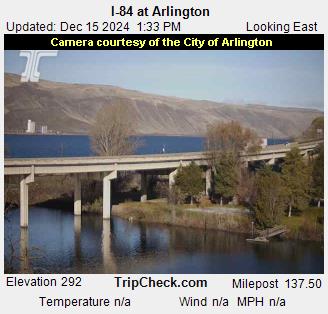 I-84 at Arlington
Updated: Dec 15 2024 1:33 PM Looking East
Camera courtesy of the City of Arlington
Elevation 292 TripCheck.com Milepost 137.50
Temperature n/a Wind n/a MPH n/a